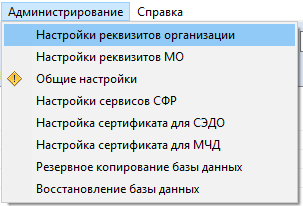 Администрирование Справка
Настройки реквизитов организации
Настройки реквизитов МО
Общие настройки
Настройки сервисов СФР
Настройка сертификата для СЭДО
Настройка сертификата для МЧД
Резервное копирование базы данных
Восстановление базы данных